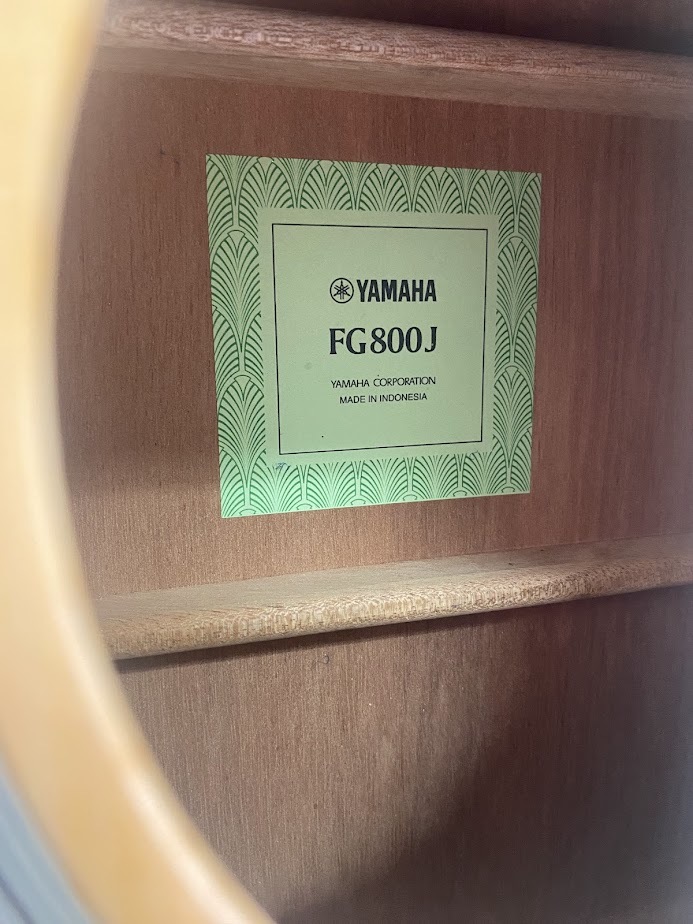 YAMAHA
FG800J
YAMAHA CORPORATION
MADE IN INDONESIA